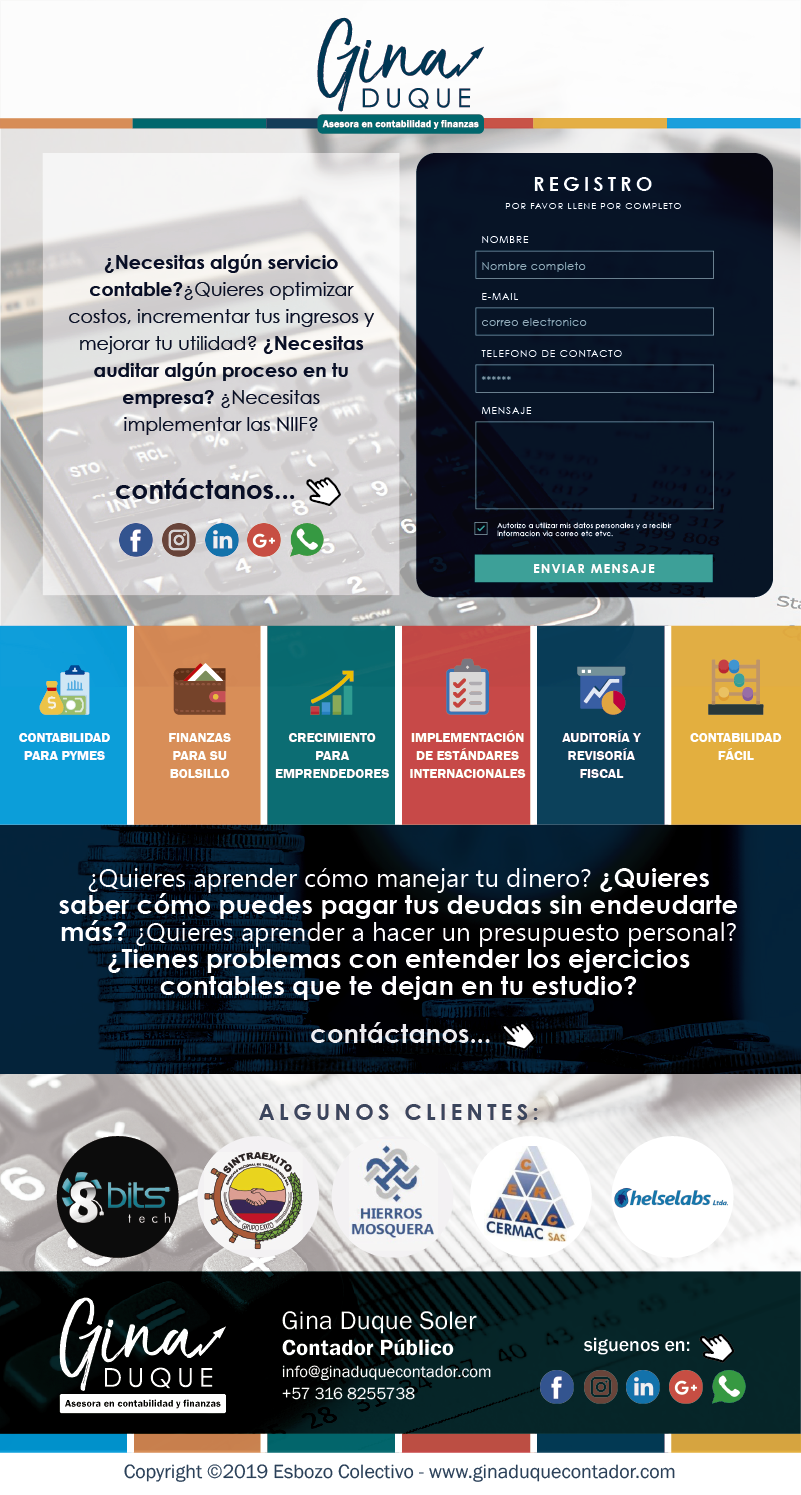 Gina
DUQUE
Asesora en contabilidad y finanzas
¿Necesitas algún servicio
contable?¿Quieres optimizar
costos, incrementar tus ingresos y
mejorar tu utilidad? ¿Necesitas
auditar algún proceso en tu
empresa? ¿Necesitas
implementar las NIIF?
contáctanos...
REGISTRO
POR FAVOR LLENE POR COMPLETO
NOMBRE
Nombre completo
E-MAIL
correo electronico
TELEFONO DE CONTACTO
******
MENSAJE
Autorizo a utilizar mis datos personales y a recibir
informacion via correo etc etvc.
ENVIAR MENSAJE
CONTABILIDAD
PARA PYMES
FINANZAS
PARA SU
BOLSILLO
CRECIMIENTO
PARA
EMPRENDEDORES
IMPLEMENTACIÓN
DE ESTÁNDARES
INTERNACIONALES
AUDITORÍA Y
REVISORÍA
FISCAL
CONTABILIDAD
FÁCIL
¿Quieres aprender cómo manejar tu dinero? ¿Quieres
saber cómo puedes pagar tus deudas sin endeudarte
más? ¿Quieres aprender a hacer un presupuesto personal?
¿Tienes problemas con entender los ejercicios
contables que te dejan en tu estudio?
contáctanos...
ALGUNOS CLIENTES:
8bits
tech
SINTRAEXITO
GRUPO EXITO
HIERROS
MOSQUERA
CERMAC
CERMAC SAS
helselabs Ltda.
Gina
DUQUE
Asesora en contabilidad y finanzas
Gina Duque Soler
Contador Público
info@ginaduquecontador.com
+57 316 8255738
siguenos en:
Copyright ©2019 Esbozo Colectivo - www.ginaduquecontador.com